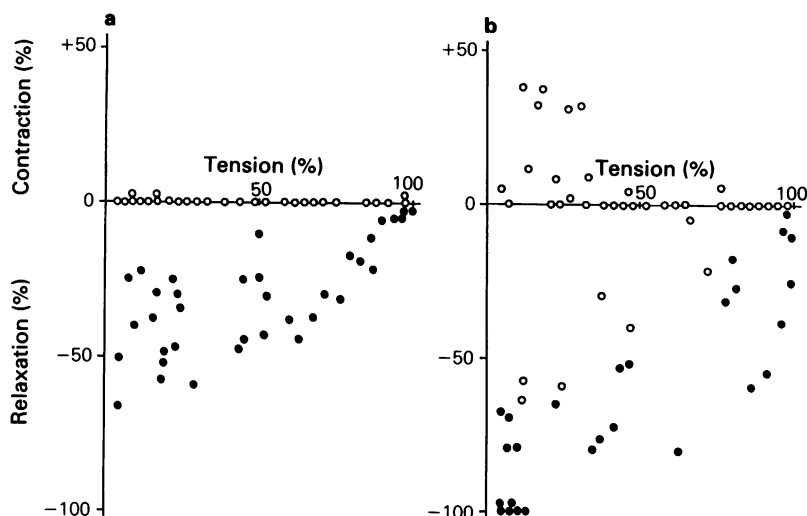 a
Contraction (%)
Relaxation (%)
+50
0
−50
−100
Tension (%)
50
100
b
+50
0
−50
−100
Tension (%)
50
100